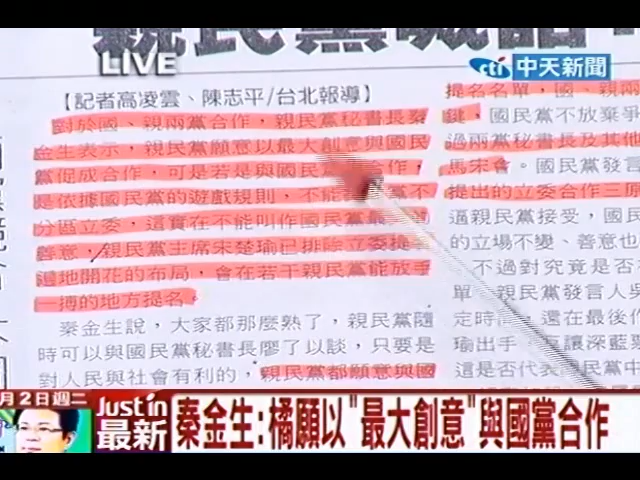 LIVE
cti 中天新聞
【記者高凌雲、陳志平/台北報導】
對於國、親兩黨合作，親民黨秘書長秦
金生表示，親民黨願意以最大創意與國民
黨促成合作，可是若是與國民 合作，
是依據國民黨的遊戲規則，不能 黨不
分區立委，這實在不能叫作國民黨最
善意，親民黨主席宋楚瑜已排除立委提
遍地開花的布局，會在若干親民黨能放手
一搏的地方提名。
秦金生說，大家都那麼熟了，親民黨隨
時可以與國民黨秘書長廖了以談，只要是
對人民與社會有利的，親民黨都願意與國
提名名單，國、親兩
鍵，國民黨不放棄爭
過兩黨秘書長及其他
馬宋會。國民黨發言
提出的立委合作三原
逼親民黨接受，國民
的立場不變、善意也
不過對究竟是否
單，親民黨發言人吳
定時 ，還在最後作
瑜出手， 讓深藍
這是否代表 民黨中
月2日週二
Just in
最新
秦金生:橘願以"最大創意"與國黨合作